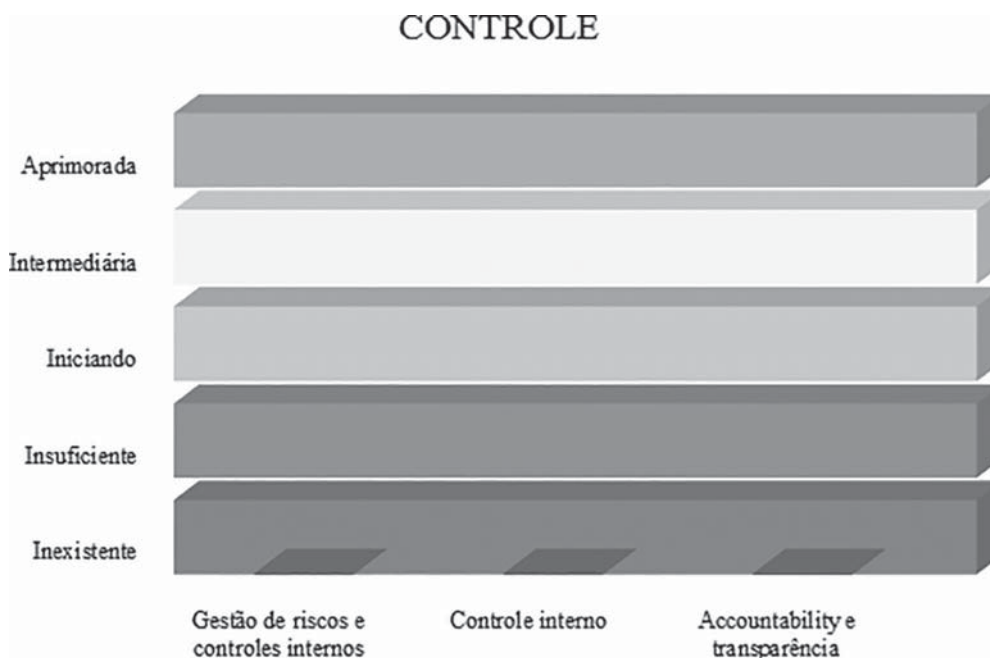 CONTROLE
Aprimorada
Intermediária
Iniciando
Insuficiente
Inexistente
Gestão de riscos e
controles internos
Controle interno
Accountability e
transparência